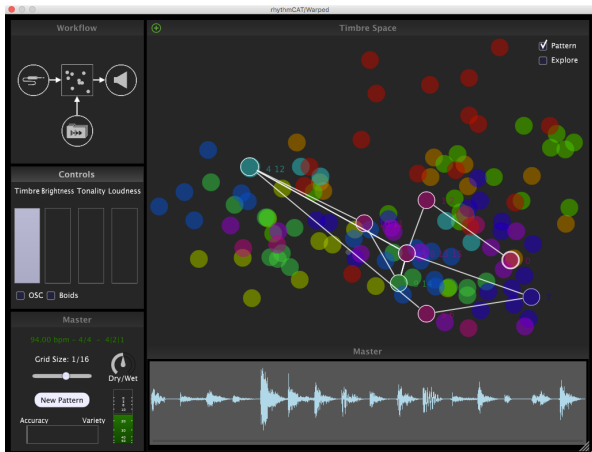 rhythmCAT/Warped
Workflow
Timbre Space
Pattern
Explore
4 12
Controls
Timbre Brightness Tonality Loudness
OSC Boids
Master
94.00 bpm - 4/4 - 4|2|1
Grid Size: 1/16
Dry/Wet
New Pattern
Accuracy Variety
Master